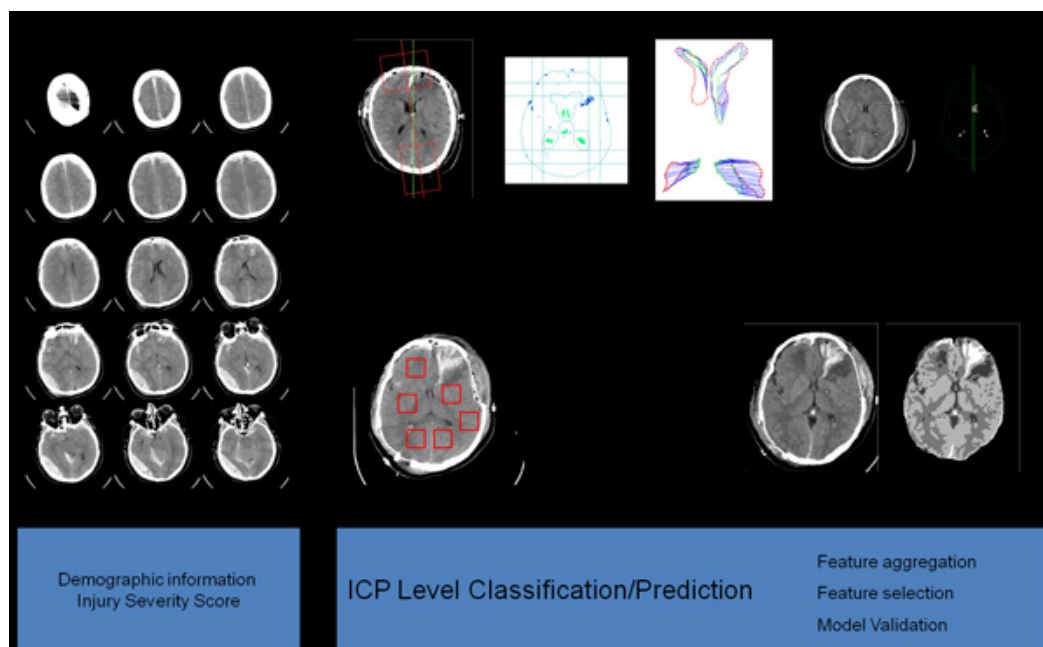 Demographic information
Injury Severity Score
ICP Level Classification/Prediction
Feature aggregation
Feature selection
Model Validation